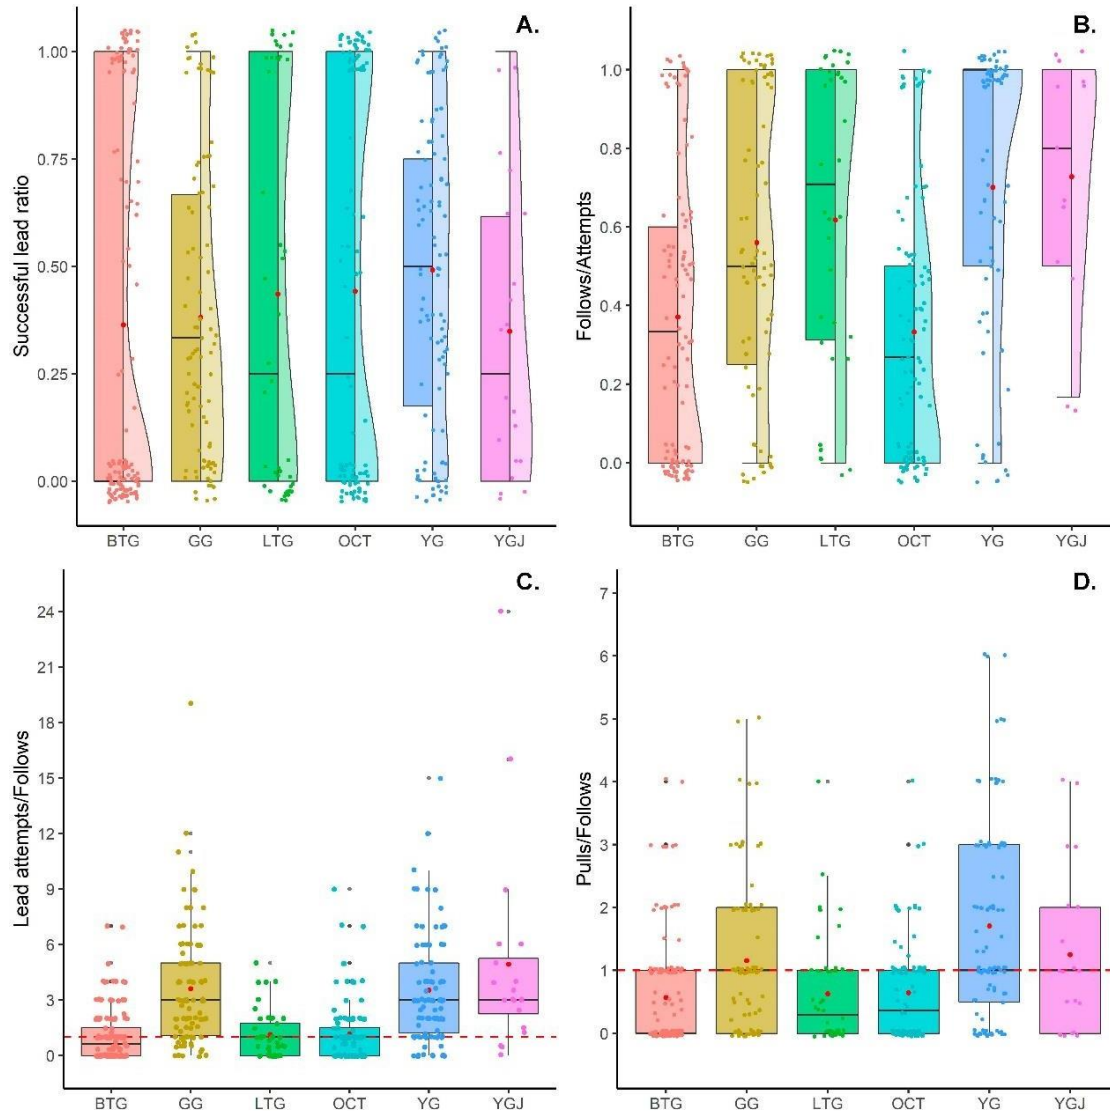 A.
Successful lead ratio
1.00
0.75
0.50
0.25
0.00
BTG GG LTG OCT YG YGJ
B.
Follows/Attempts
1.0
0.8
0.6
0.4
0.2
0.0
BTG GG LTG OCT YG YGJ
C.
Lead attempts/Follows
24
21
18
15
12
9
6
3
0
BTG GG LTG OCT YG YGJ
D.
Pulls/Follows
7
6
5
4
3
2
1
0
BTG GG LTG OCT YG YGJ